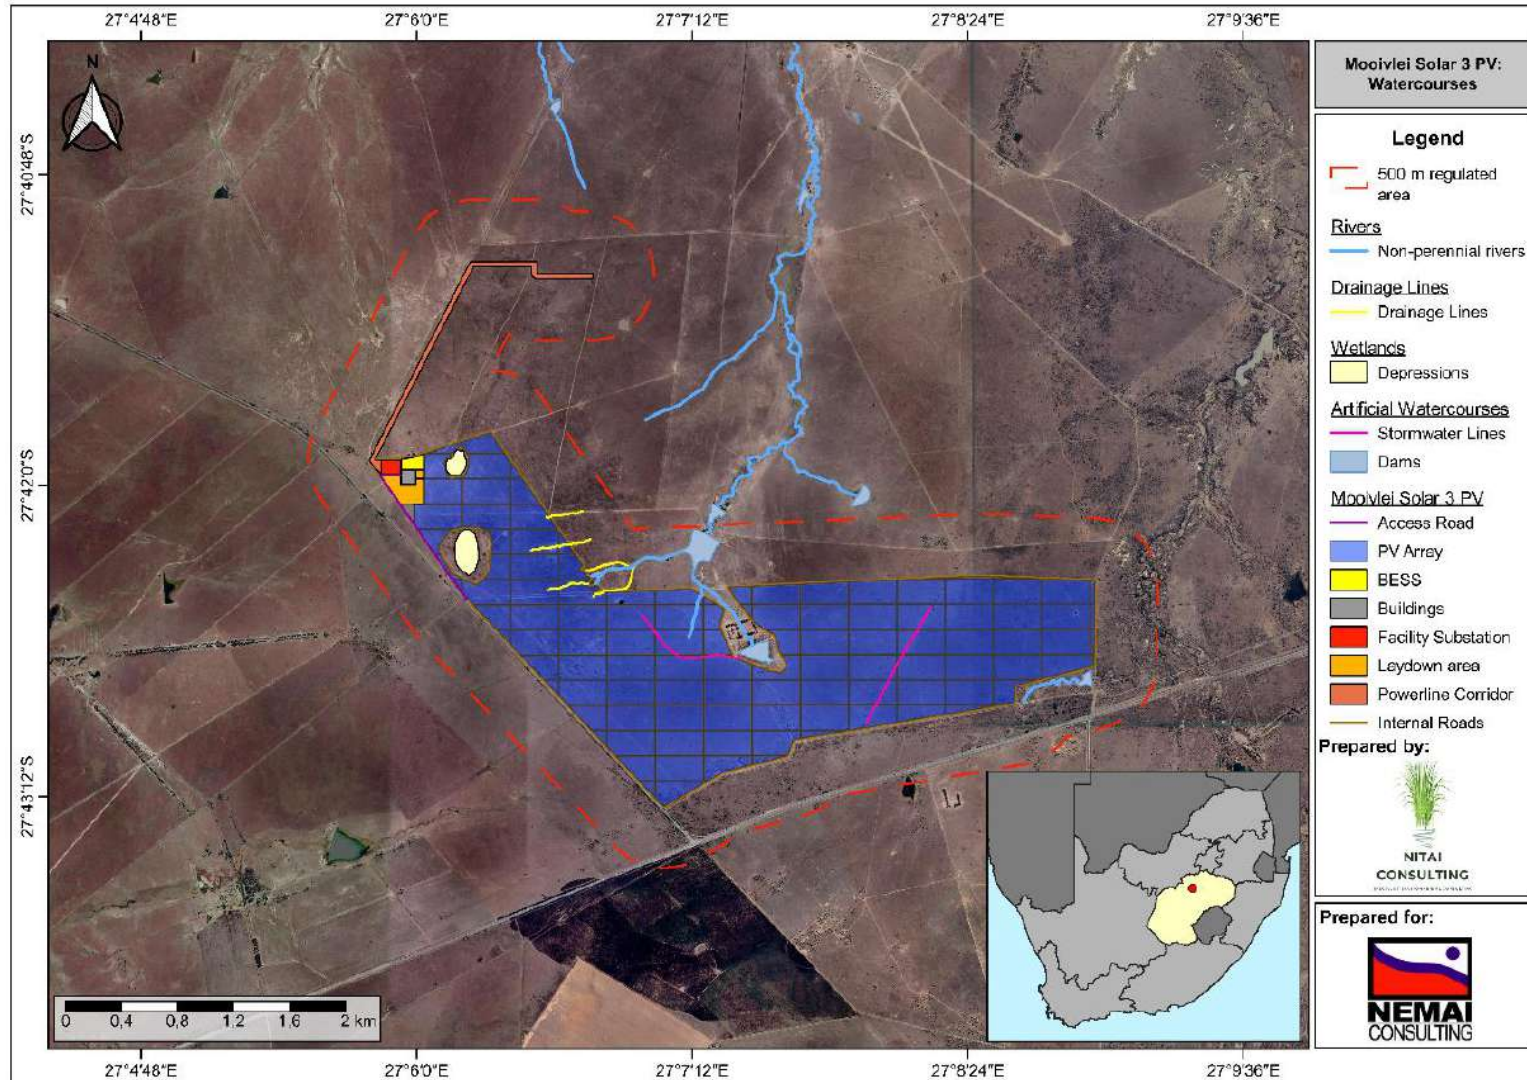 27°4'48"E 27°6'0"E 27°7'12"E 27°8'24"E 27°9'36"E
Mooivlei Solar 3 PV:
Watercourses
N
27°40'48"S
27°42'0"S
27°43'12"S
Legend
500 m regulated
area
Rivers
Non-perennial rivers
Drainage Lines
Drainage Lines
Wetlands
Depressions
Artificial Watercourses
Stormwater Lines
Dams
Mooivlei Solar 3 PV
Access Road
PV Array
BESS
Buildings
Facility Substation
Laydown area
Powerline Corridor
Internal Roads
Prepared by:
NITAI
CONSULTING
Prepared for:
NEMAI
CONSULTING
0 0,4 0,8 1,2 1,6 2 km
27°4'48"E 27°6'0"E 27°7'12"E 27°8'24"E 27°9'36"E